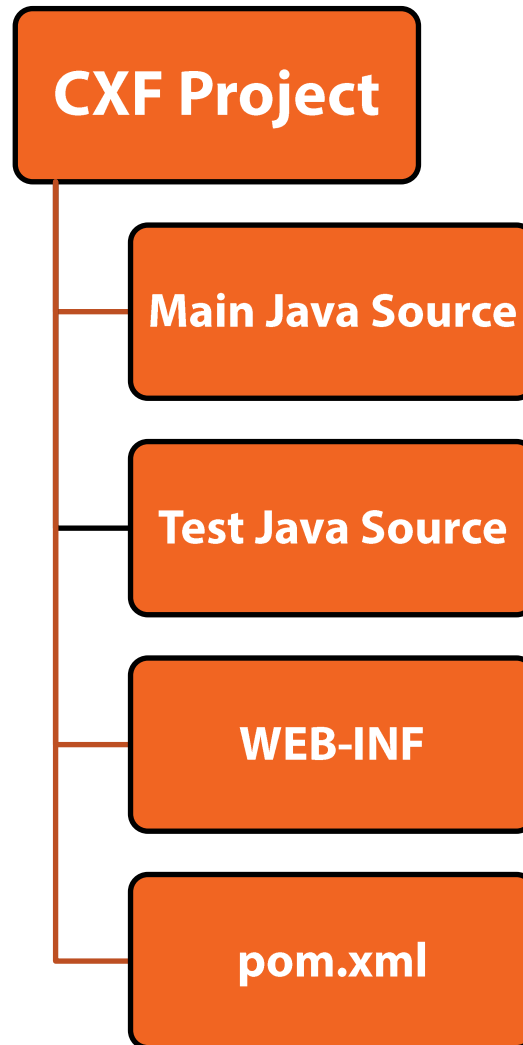 CXF Project
Main Java Source
Test Java Source
WEB-INF
pom.xml